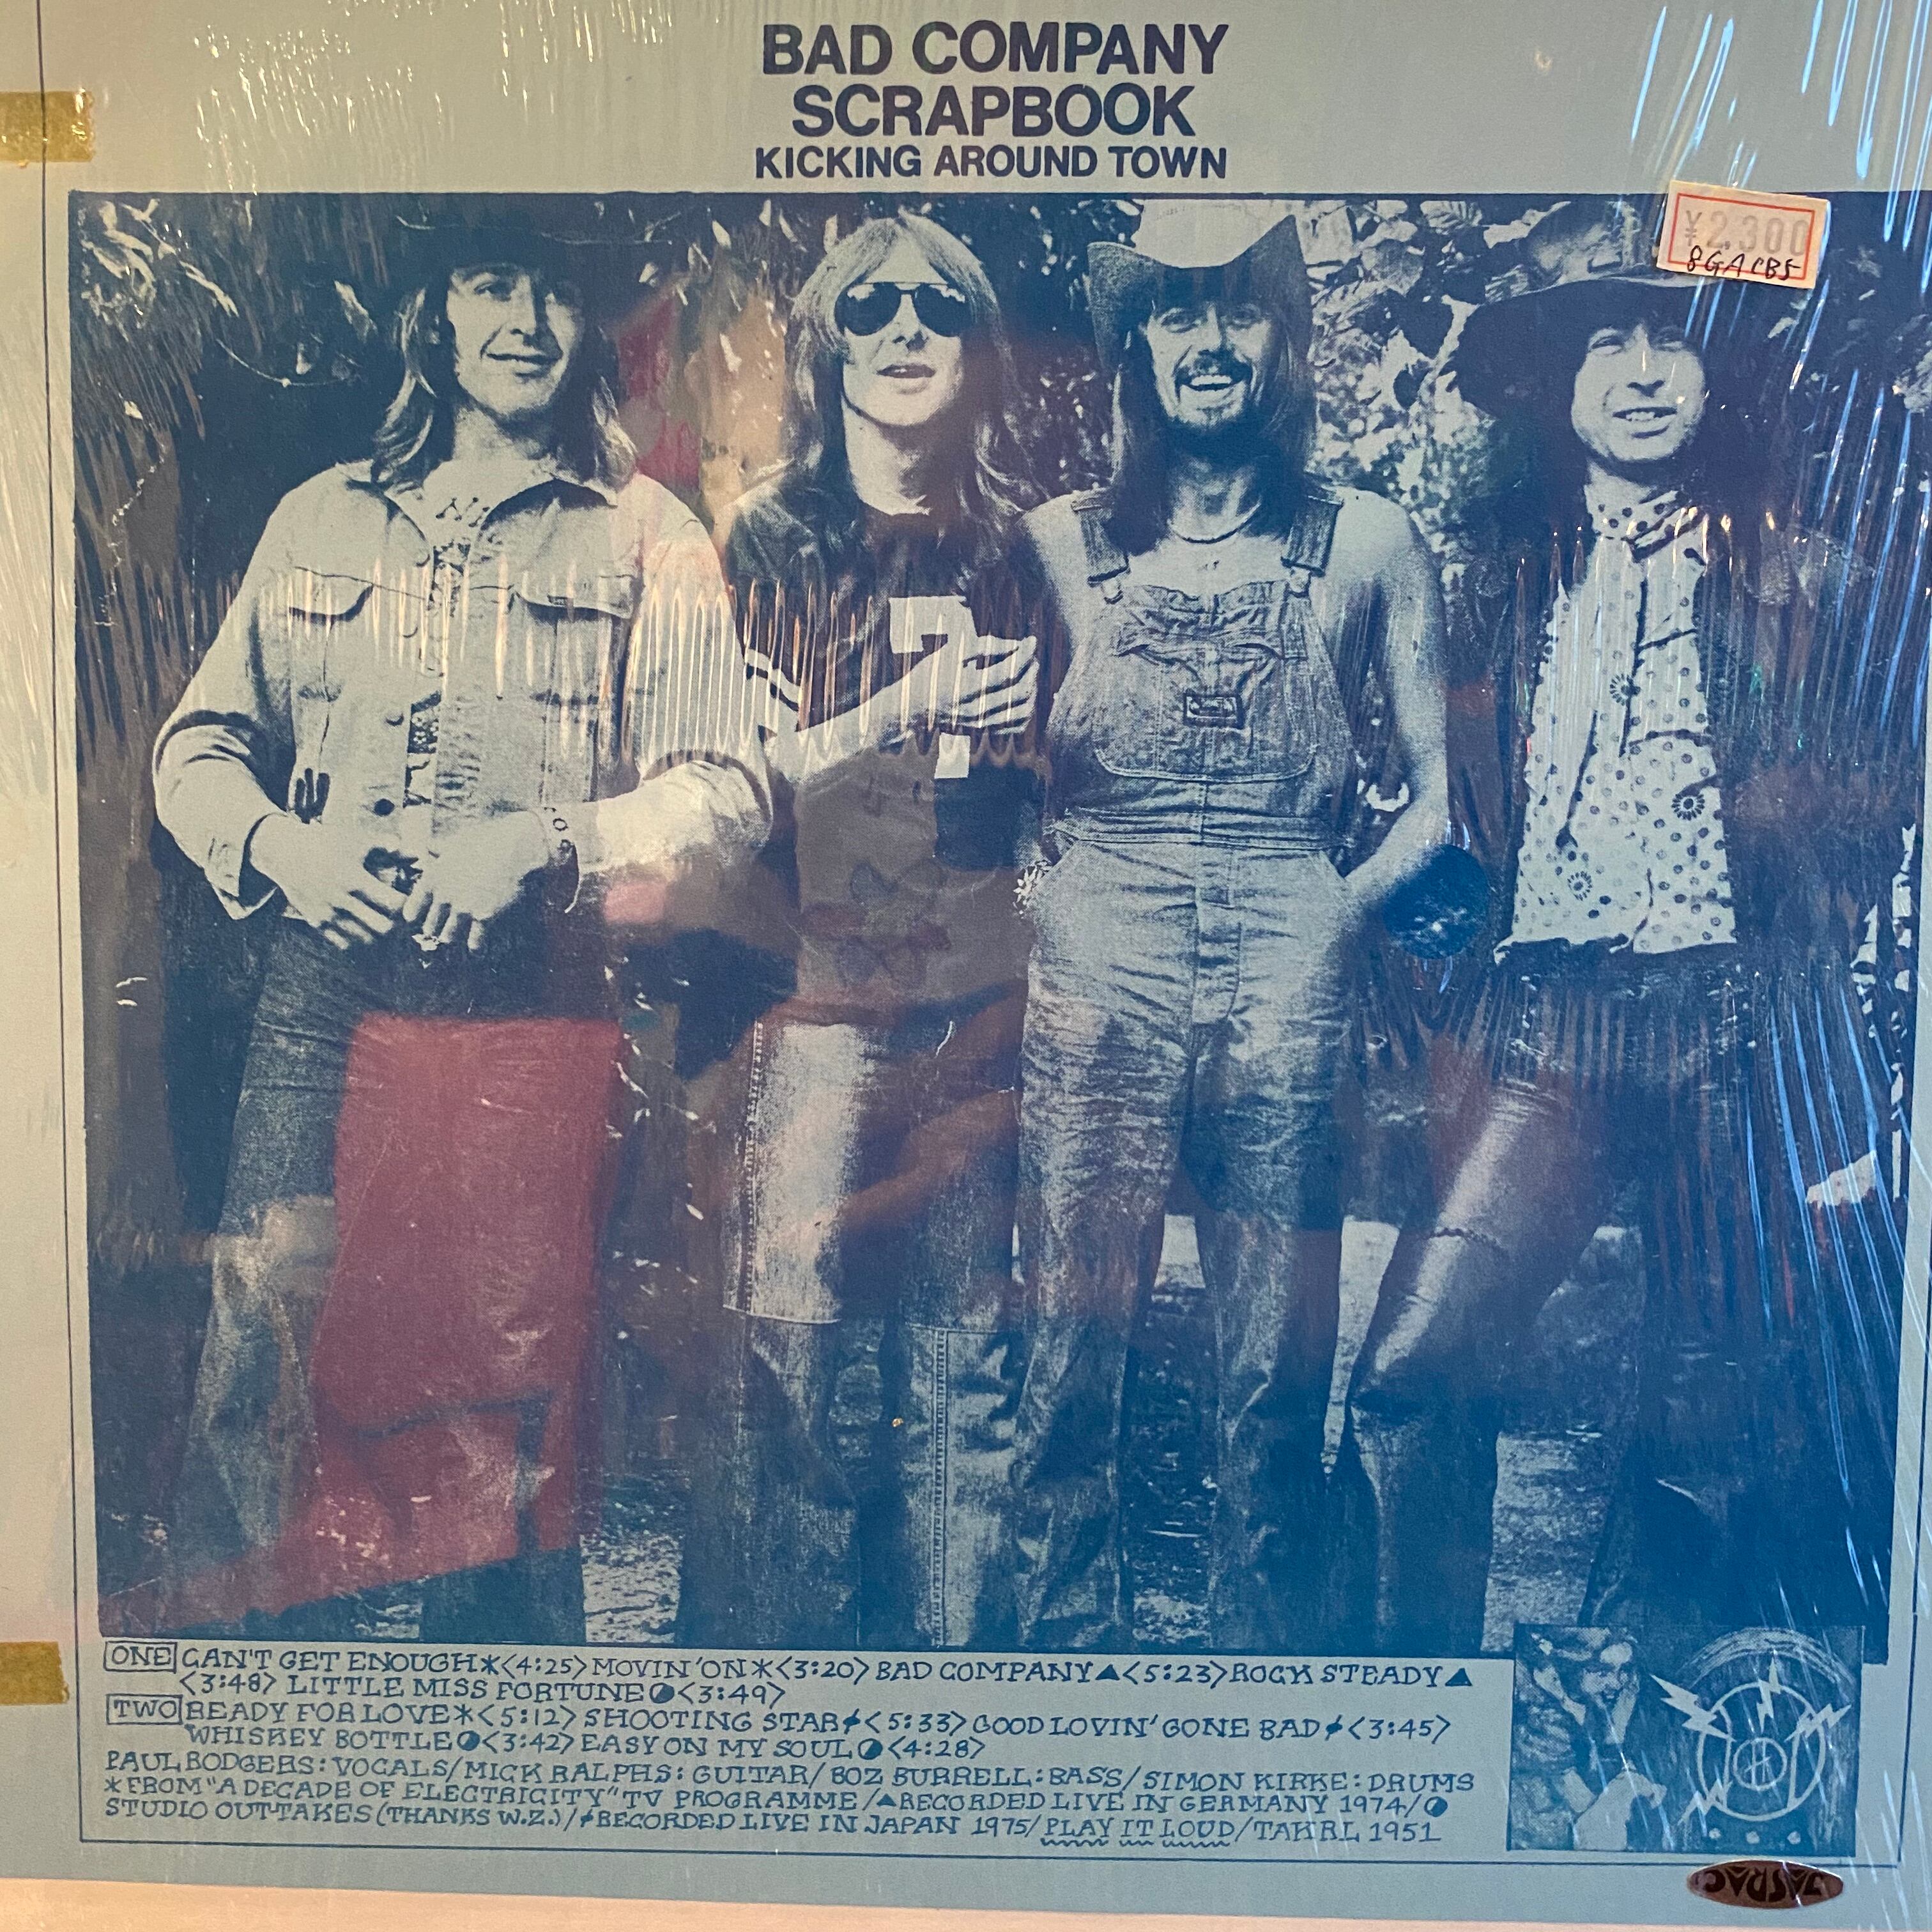 BAD COMPANY
SCRAPBOOK
KICKING AROUND TOWN
¥2,300
8GACBS
7
ONE CAN'T GET ENOUGH*<4:25> MOVIN' ON*<3:20> BAD COMPANY▲<5:23> ROCK STEADY▲
<3:48> LITTLE MISS FORTUNE<3:49>
TWO READY FOR LOVE*<5:12> SHOOTING STAR<5:33> GOOD LOVIN' GONE BAD<3:45>
WHISKEY BOTTLE<3:42> EASY ON MY SOUL<4:28>
PAUL RODGERS: VOCALS/MICK RALPHS: GUITAR/BOZ BURRELL: BASS/SIMON KIRKE: DRUMS
*FROM "A DECADE OF ELECTRICITY" TV PROGRAMME/▲RECORDED LIVE IN GERMANY 1974/
STUDIO OUT-TAKES (THANKS W.Z.)/RECORDED LIVE IN JAPAN 1975/PLAY IT LOUD/TAKRL 1951
JASRAC